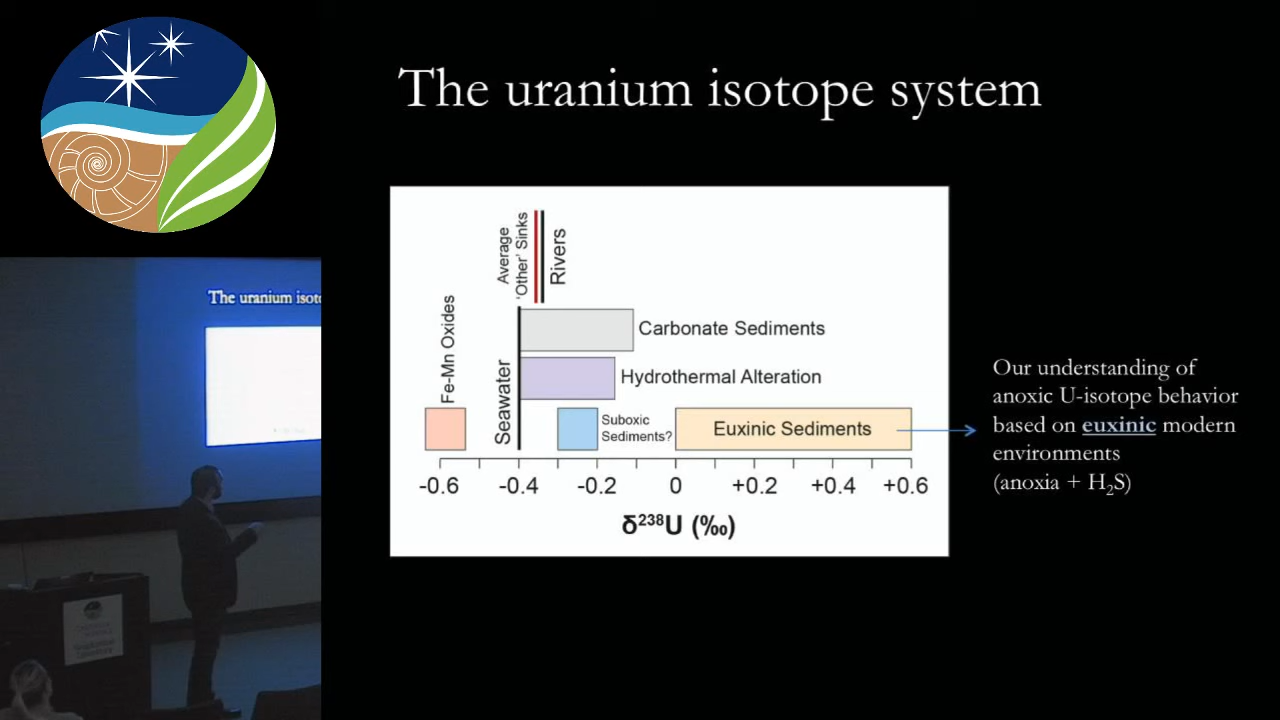 The uranium isotope system
Average
'Other' Sinks
Rivers
Fe-Mn Oxides
Seawater
Carbonate Sediments
Hydrothermal Alteration
Suboxic
Sediments?
Euxinic Sediments
-0.6 -0.4 -0.2 0 +0.2 +0.4 +0.6
δ²³⁸U (‰)
Our understanding of
anoxic U-isotope behavior
based on euxinic modern
environments
(anoxia + H₂S)
The uranium isot